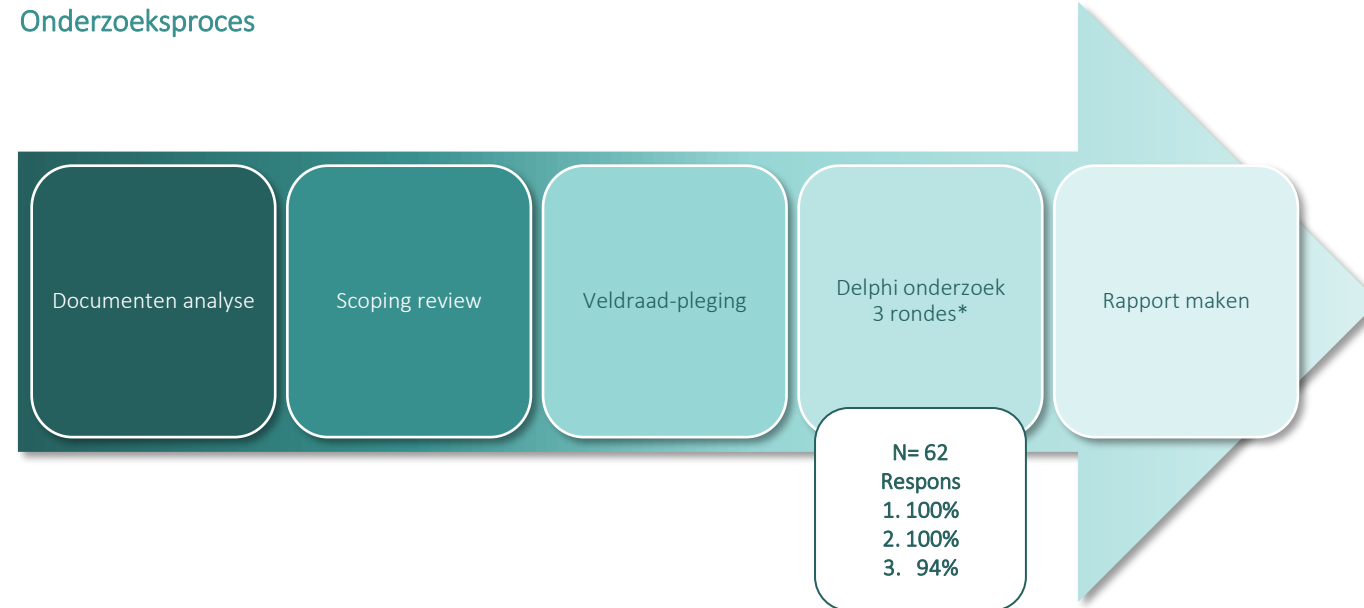 Onderzoeksproces
Documenten analyse
Scoping review
Veldraad-pleging
Delphi onderzoek
3 rondes*
Rapport maken
N= 62
Respons
1. 100%
2. 100%
3. 94%